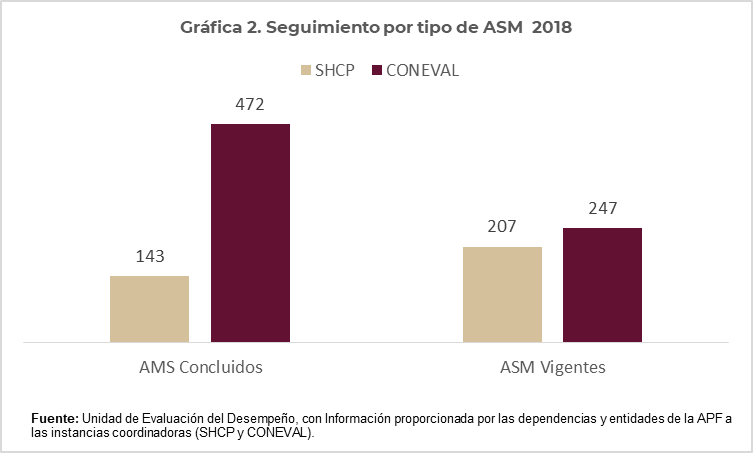 Gráfica 2. Seguimiento por tipo de ASM  2018
SHCP CONEVAL
472
143
207
247
AMS Concluidos
ASM Vigentes
Fuente: Unidad de Evaluación del Desempeño, con Información proporcionada por las dependencias y entidades de la APF a
las instancias coordinadoras (SHCP y CONEVAL).